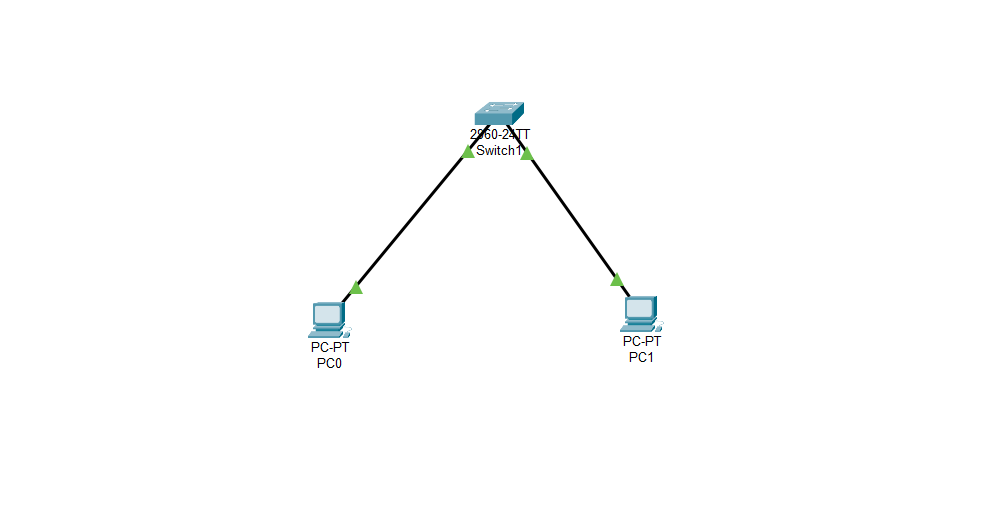 2960-24TT
Switch1
PC-PT
PC0
PC-PT
PC1